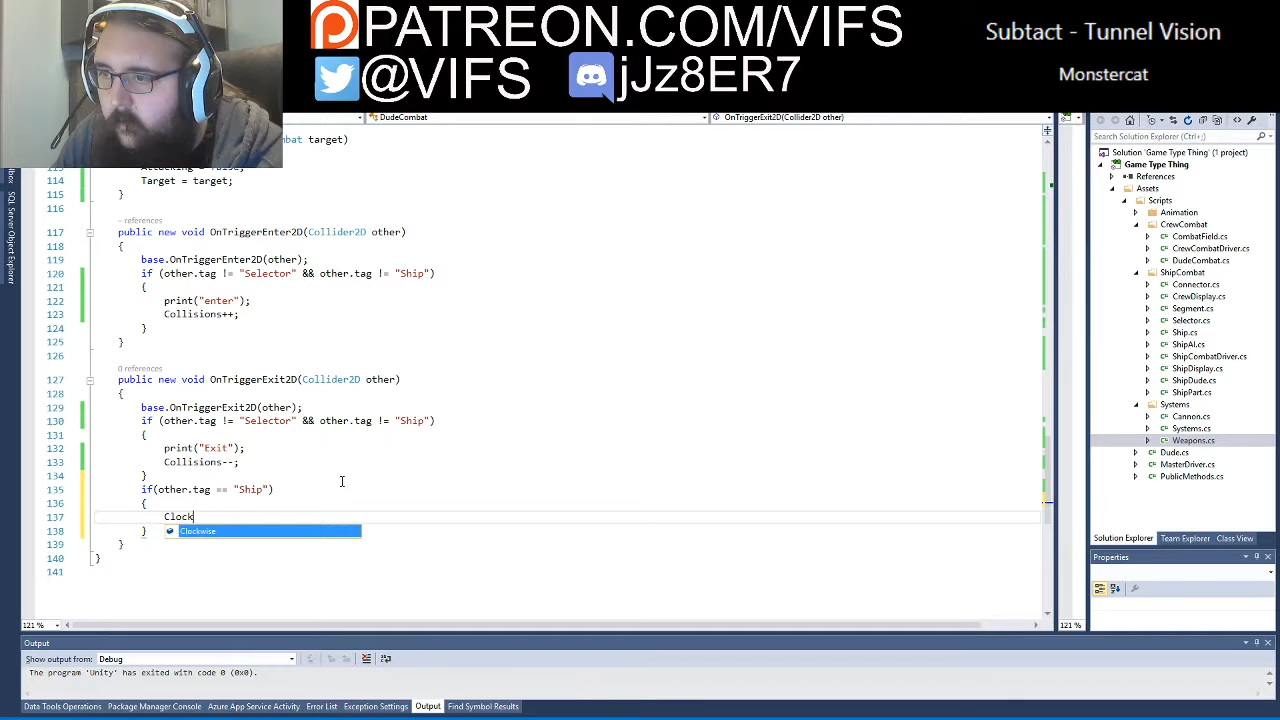 PATREON.COM/VIFS
@VIFS
jJz8ER7
Subtact - Tunnel Vision
Monstercat
DudeCombat
OnTriggerExit2D(Collider2D other)
target)
114 Target = target;
115 }
116
– references
117 public new void OnTriggerEnter2D(Collider2D other)
118 {
119 base.OnTriggerEnter2D(other);
120 if (other.tag != "Selector" && other.tag != "Ship")
121 {
122 print("enter");
123 Collisions++;
124 }
125 }
126
0 references
127 public new void OnTriggerExit2D(Collider2D other)
128 {
129 base.OnTriggerExit2D(other);
130 if (other.tag != "Selector" && other.tag != "Ship")
131 {
132 print("Exit");
133 Collisions--;
134 }
135 if(other.tag == "Ship")
136 {
137 Clock
138 }
Clockwise
139 }
140 }
141
121 %
121 %
SQL Server Object Explorer
Solution Explorer
Search Solution Explorer (Ctrl+;)
Solution 'Game Type Thing' (1 project)
Game Type Thing
References
Assets
Scripts
Animation
CrewCombat
CombatField.cs
CrewCombatDriver.cs
DudeCombat.cs
ShipCombat
Connector.cs
CrewDisplay.cs
Segment.cs
Selector.cs
Ship.cs
ShipAI.cs
ShipCombatDriver.cs
ShipDisplay.cs
ShipDude.cs
ShipPart.cs
Systems
Cannon.cs
Systems.cs
Weapons.cs
Dude.cs
MasterDriver.cs
PublicMethods.cs
Solution Explorer Team Explorer Class View
Properties
Output
Show output from: Debug
The program 'Unity' has exited with code 0 (0x0).
Data Tools Operations Package Manager Console Azure App Service Activity Error List Exception Settings Output Find Symbol Results